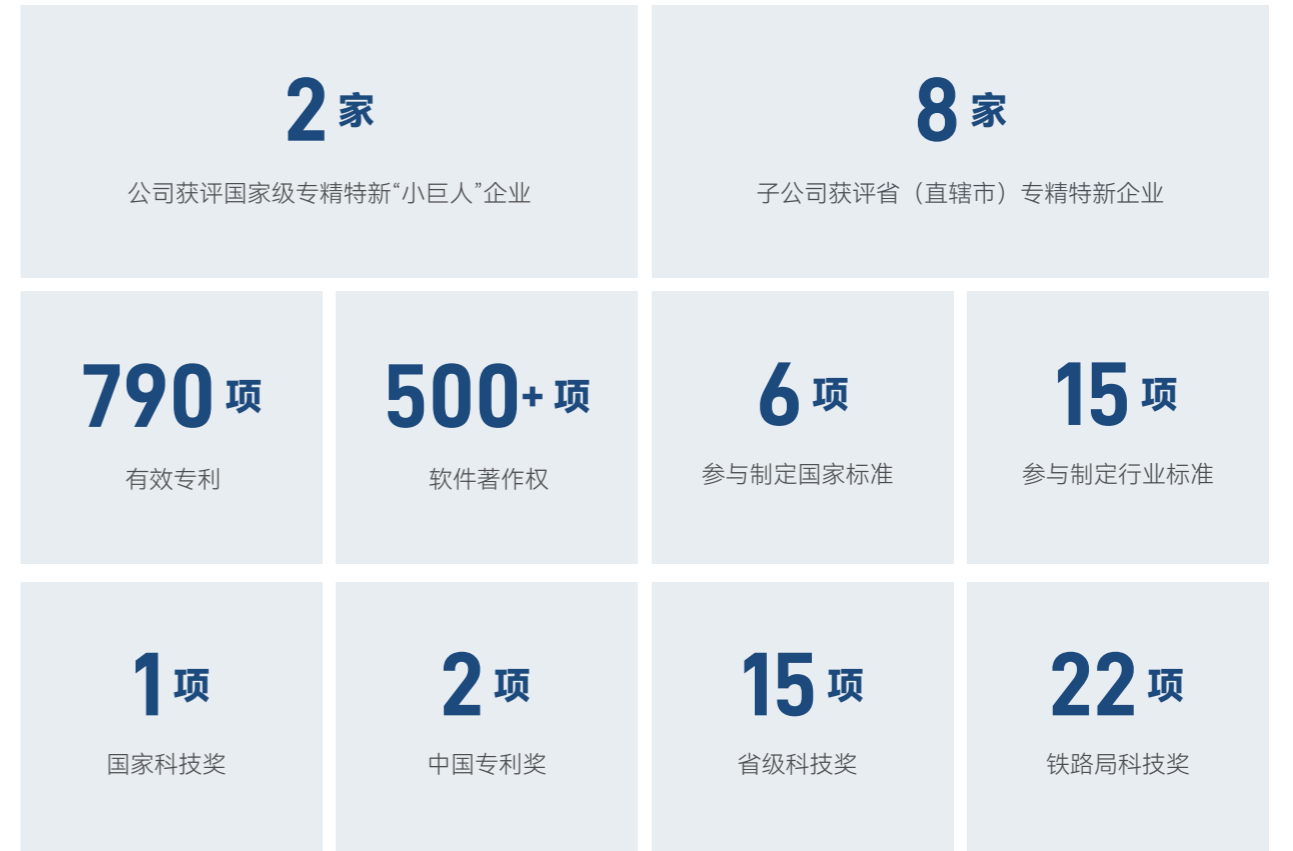 2 家
公司获评国家级专精特新“小巨人”企业
8 家
子公司获评省（直辖市）专精特新企业
790 项
有效专利
500+ 项
软件著作权
6 项
参与制定国家标准
15 项
参与制定行业标准
1 项
国家科技奖
2 项
中国专利奖
15 项
省级科技奖
22 项
铁路局科技奖